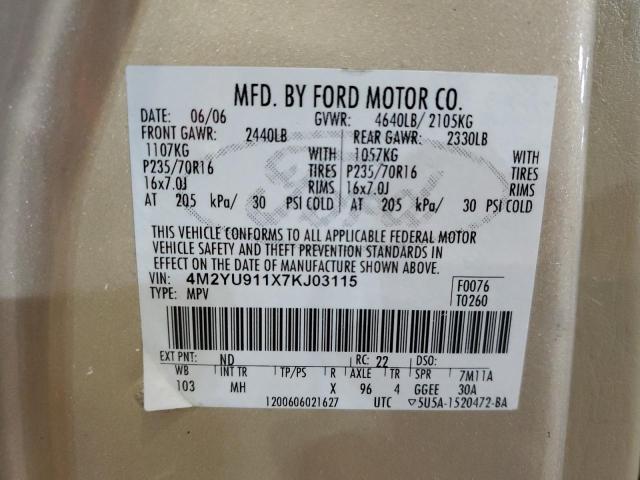 MFD. BY FORD MOTOR CO.
DATE: 06/06 GVWR: 4640LB/ 2105KG
FRONT GAWR: 2440LB REAR GAWR: 2330LB
1107KG WITH 1057KG WITH
P235/70R16 TIRES P235/70R16 TIRES
16x7.0J RIMS 16x7.0J RIMS
AT 205 kPa/ 30 PSI COLD AT 205 kPa/ 30 PSI COLD
THIS VEHICLE CONFORMS TO ALL APPLICABLE FEDERAL MOTOR
VEHICLE SAFETY AND THEFT PREVENTION STANDARDS IN
EFFECT ON THE DATE OF MANUFACTURE SHOWN ABOVE.
VIN: 4M2YU911X7KJ03115 F0076
TYPE: MPV T0260
EXT PNT: ND RC: 22 DSO:
WB INT TR TP/PS R AXLE TR SPR 7M11A
103 MH X 96 4 GGEE 30A
1200606021627 UTC ▽5U5A-1520472-BA